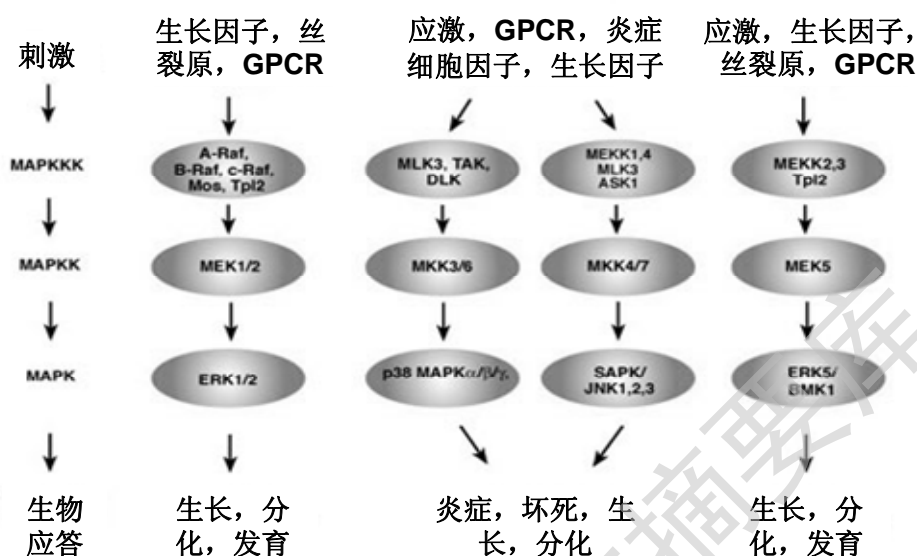 刺激
生长因子，丝
裂原，GPCR
应激，GPCR，炎症
细胞因子，生长因子
应激，生长因子，
丝裂原，GPCR
MAPKKK
A-Raf,
B-Raf. c-Raf,
Mos, Tpl2
MLK3, TAK,
DLK
MEKK1,4
MLK3
ASK1
MEKK2,3
Tpl2
MAPKK
MEK1/2
MKK3/6
MKK4/7
MEK5
MAPK
ERK1/2
p38 MAPKα/β/γ,
SAPK/
JNK1,2,3
ERK5/
BMK1
生物
应答
生长，分
化，发育
炎症，坏死，生
长，分化
生长，分
化，发育
摘要库